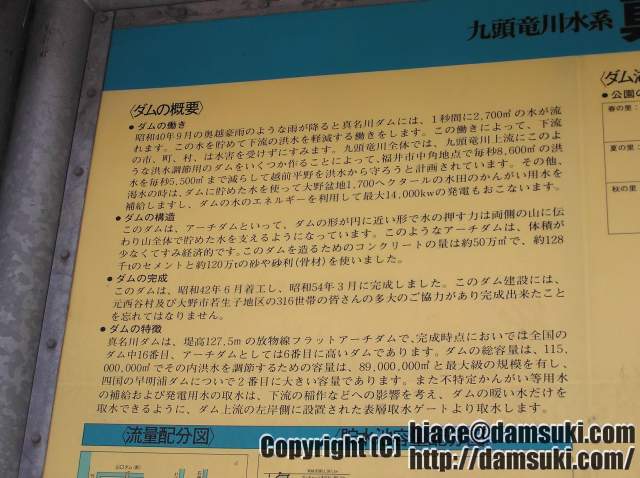 九頭竜川水系
〈ダムの概要〉
●ダムの働き
昭和40年9月の奥越豪雨のような雨が降ると真名川ダムには、1秒間に2,700㎥の水が流
れます。この水を貯めて下流の洪水を軽減する働きをします。この働きによって、下流
の市、町、村、は水害を受けずにすみます。九頭竜川全体では、九頭竜川上流にこのよ
うな洪水調節用のダムをいくつか作ることによって、福井市中角地点で毎秒8,600㎥の洪
水を毎秒5,500㎥まで減らして越前平野を洪水から守ろうと計画されています。その他、
渇水の時は、ダムに貯めた水を使って大野盆地1,700ヘクタールの水田のかんがい用水を
補給しますし、ダムの水のエネルギーを利用して最大14,000kwの発電もおこないます。
●ダムの構造
このダムは、アーチダムといって、ダムの形が円に近い形で水の押す力は両側の山に伝
わり山全体で貯めた水を支えるようになっています。このようなアーチダムは、体積が
少なくてすみ経済的です。このダムを造るためのコンクリートの量は約50万㎥で、約128
千tのセメントと約120万tの砂や砂利(骨材)を使いました。
●ダムの完成
このダムは、昭和42年6月着工し、昭和54年3月に完成しました。このダム建設には、
元西谷村及び大野市若生子地区の316世帯の皆さんの多大のご協力があり完成出来たこと
を忘れてはなりません。
●ダムの特徴
真名川ダムは、堤高127.5mの放物線フラットアーチダムで、完成時点においては全国の
ダム中16番目、アーチダムとしては6番目に高いダムであります。ダムの総容量は、115,
000,000㎥でその内洪水を調節するための容量は、89,000,000㎥と最大級の規模を有し、
四国の早明浦ダムについで2番目に大きい容量であります。また不特定かんがい等用水
の補給および発電用水の取水は、下流の稲作などへの影響を考え、ダムの暖い水だけを
取水できるように、ダム上流の左岸側に設置された表層取水ゲートより取水します。
〈流量配分図〉
〈ダム
●公園の
春の里:
夏の里:
秋の里:
Copyright (C) hiace@damsuki.com
http://damsuki.com/